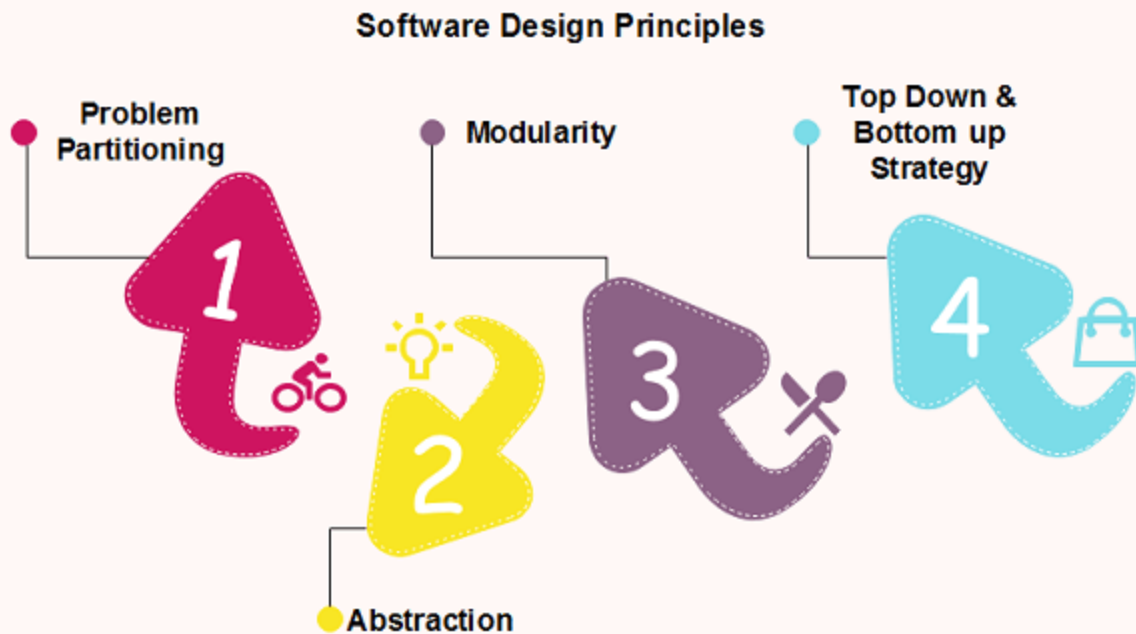 Software Design Principles
Problem
Partitioning
1
2
Abstraction
Modularity
3
Top Down &
Bottom up
Strategy
4